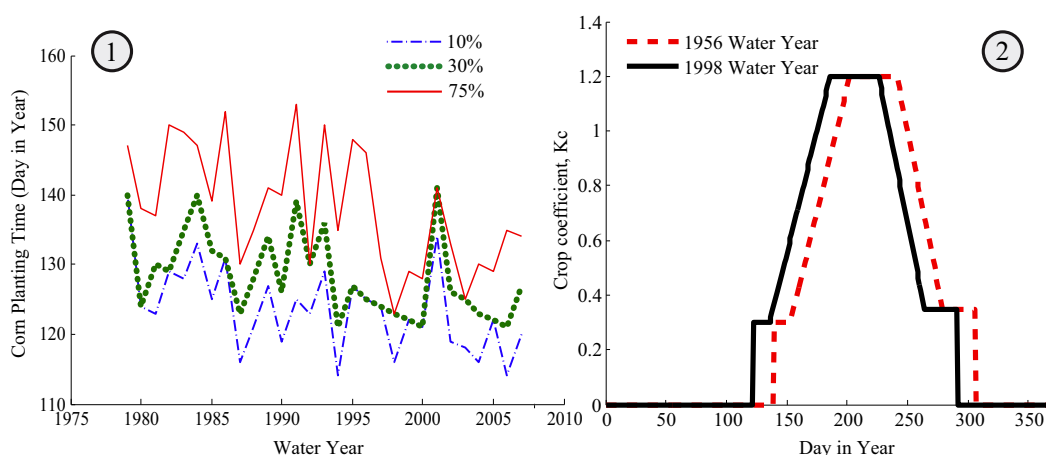 1
10%
30%
75%
160
150
140
130
120
110
Corn Planting Time (Day in Year)
1975 1980 1985 1990 1995 2000 2005 2010
Water Year
2
1956 Water Year
1998 Water Year
1.4
1.2
1
0.8
0.6
0.4
0.2
0
Crop coefficient, Kc
0 50 100 150 200 250 300 350
Day in Year